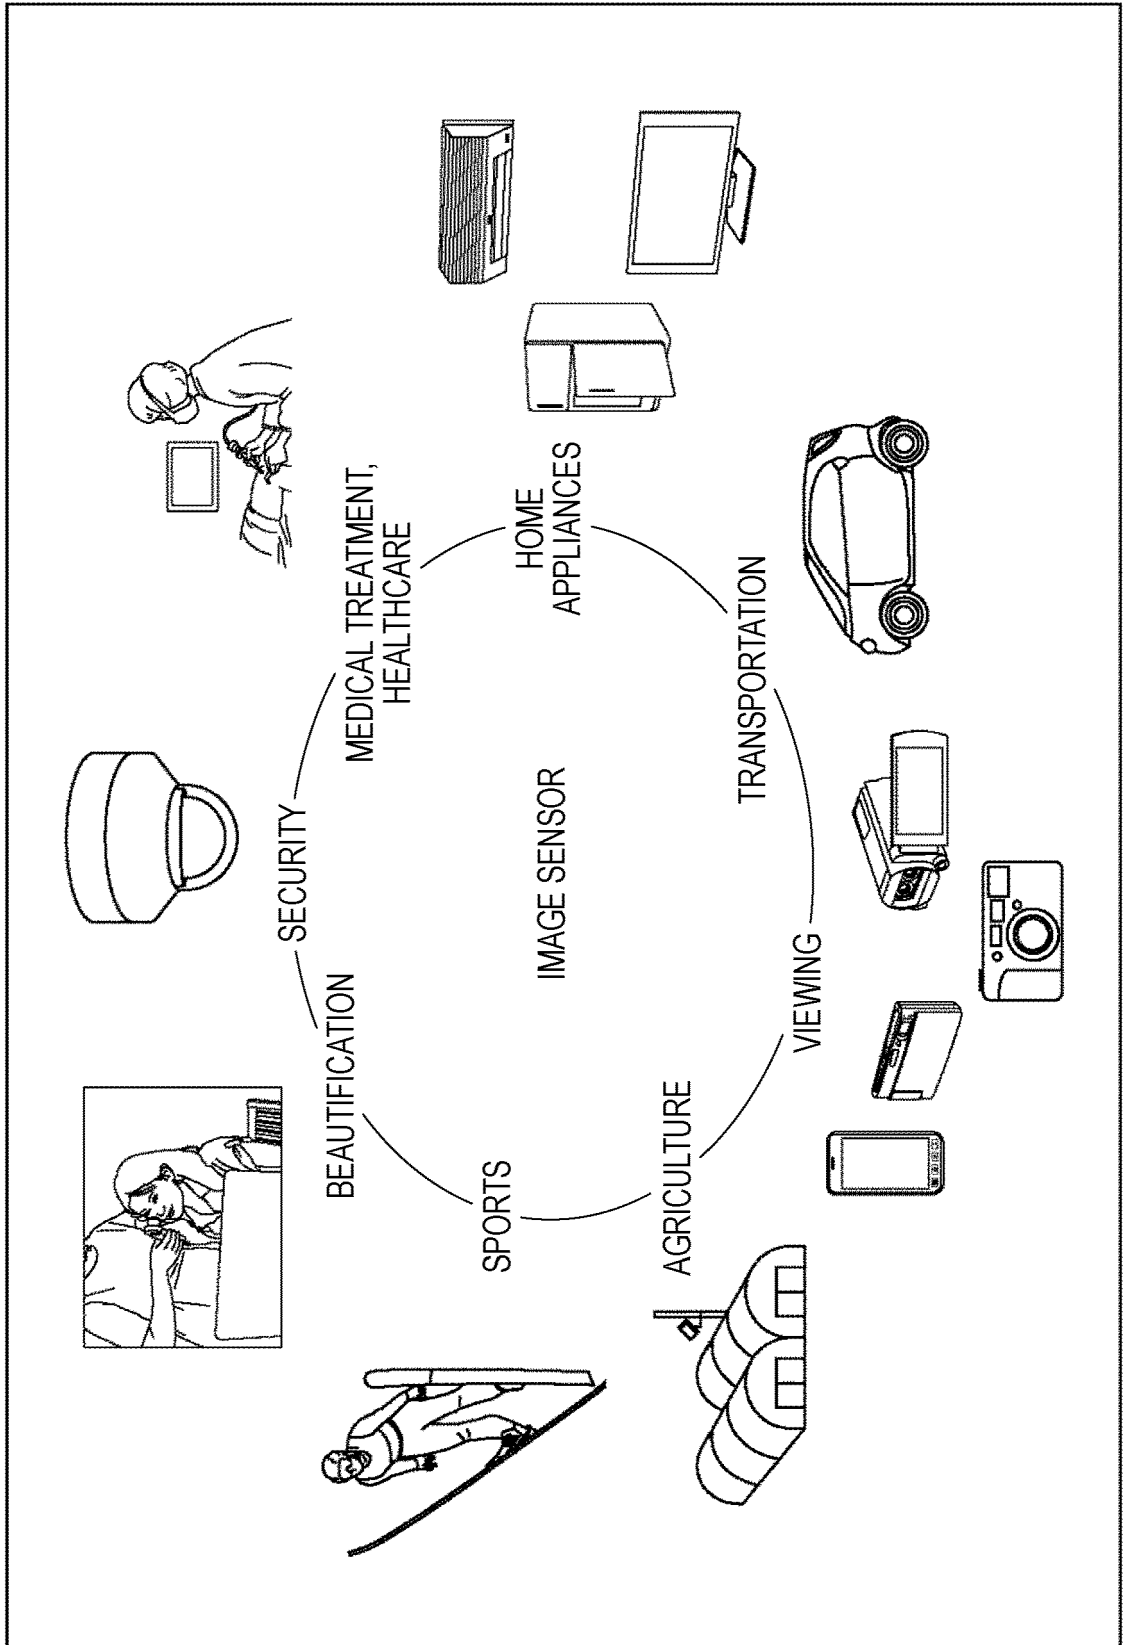 SECURITY
MEDICAL TREATMENT,
HEALTHCARE
HOME
APPLIANCES
TRANSPORTATION
VIEWING
AGRICULTURE
SPORTS
BEAUTIFICATION
IMAGE SENSOR